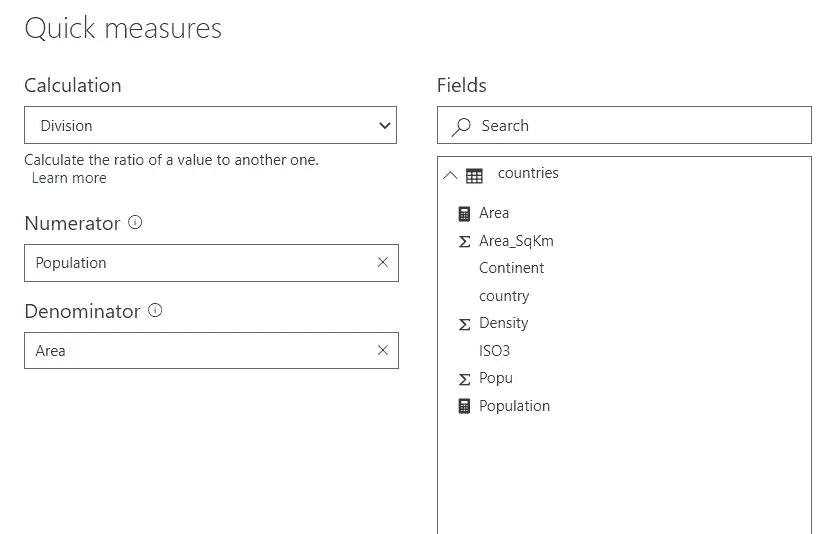 Quick measures
Calculation
Division
Calculate the ratio of a value to another one.
Learn more
Numerator
Population
Denominator
Area
Fields
Search
countries
Area
Area_SqKm
Continent
country
Density
ISO3
Popu
Population